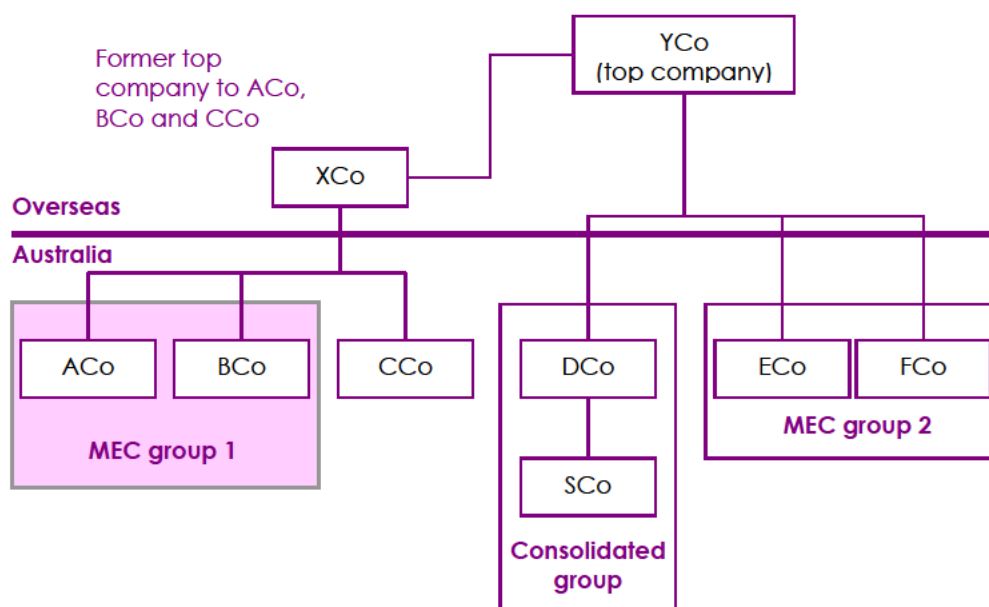 YCo
(top company)
Former top
company to ACo,
BCo and CCo
XCo
Overseas
Australia
ACo
BCo
CCo
DCo
ECo
FCo
MEC group 1
MEC group 2
SCo
Consolidated
group